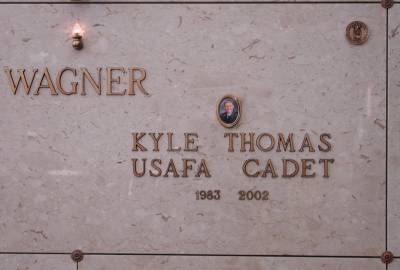 WAGNER
KYLE THOMAS
USAFA CADET
1983 2002